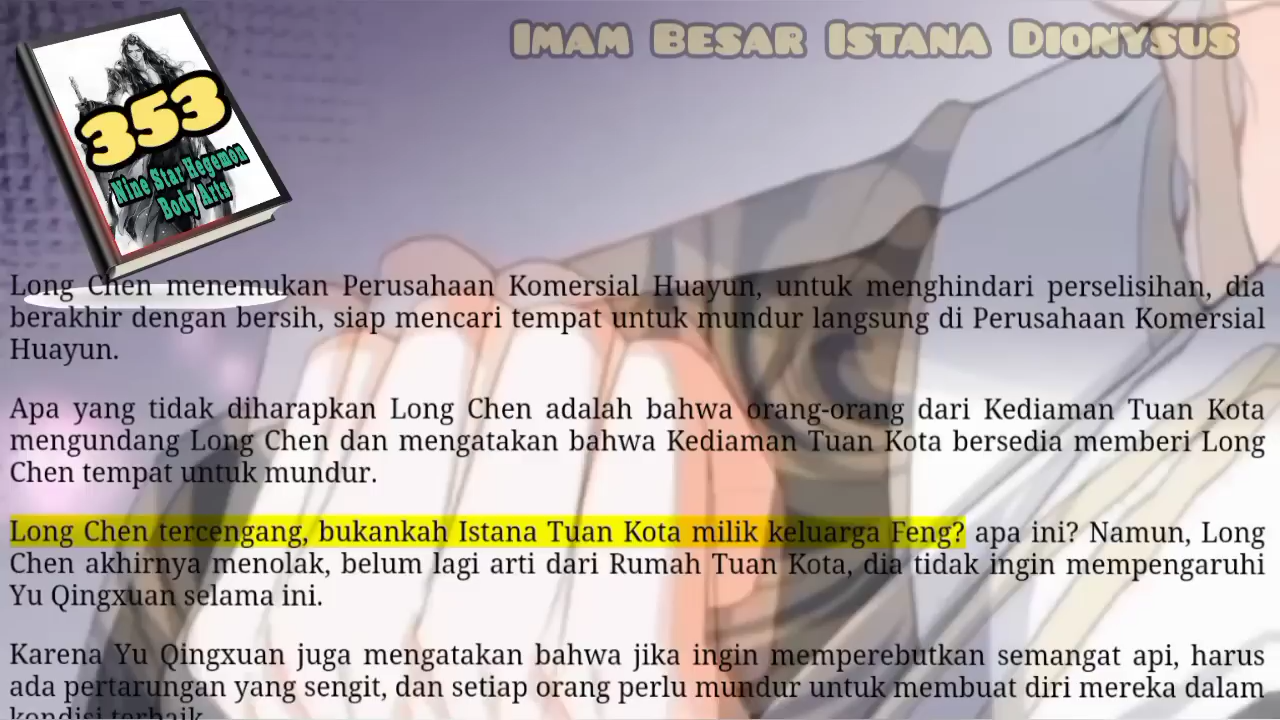 Imam Besar Istana Dionysus
353
Nine Star Hegemon
Body Arts
Long Chen menemukan Perusahaan Komersial Huayun, untuk menghindari perselisihan, dia
berakhir dengan bersih, siap mencari tempat untuk mundur langsung di Perusahaan Komersial
Huayun.
Apa yang tidak diharapkan Long Chen adalah bahwa orang-orang dari Kediaman Tuan Kota
mengundang Long Chen dan mengatakan bahwa Kediaman Tuan Kota bersedia memberi Long
Chen tempat untuk mundur.
Long Chen tercengang, bukankah Istana Tuan Kota milik keluarga Feng? apa ini? Namun, Long
Chen akhirnya menolak, belum lagi arti dari Rumah Tuan Kota, dia tidak ingin mempengaruhi
Yu Qingxuan selama ini.
Karena Yu Qingxuan juga mengatakan bahwa jika ingin memperebutkan semangat api, harus
ada pertarungan yang sengit, dan setiap orang perlu mundur untuk membuat diri mereka dalam
kondisi terbaik.